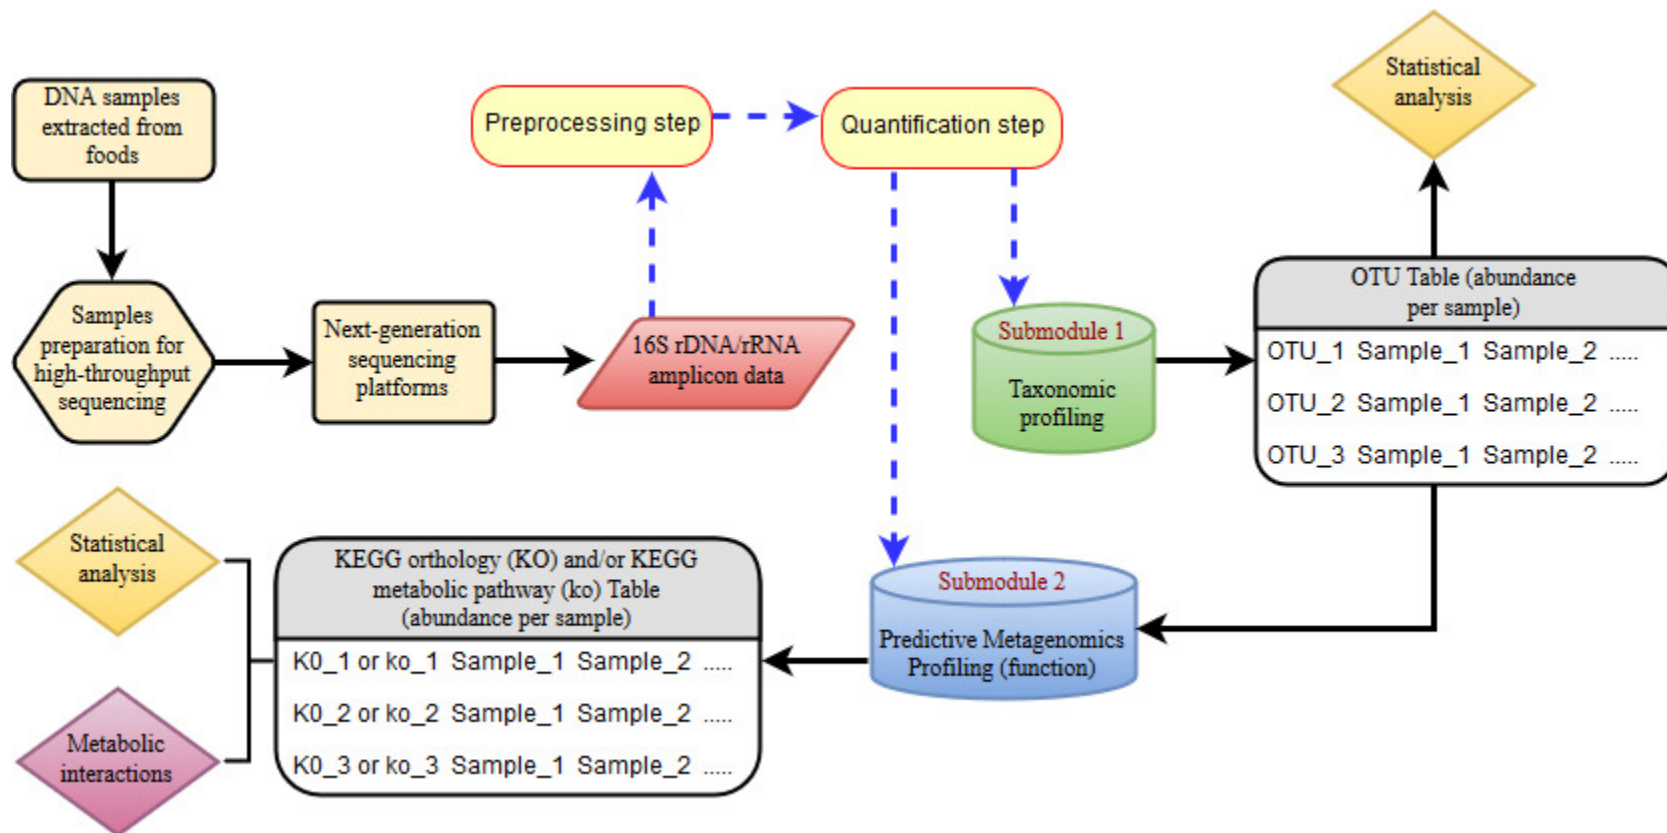 DNA samples
extracted from
foods
Samples
preparation for
high-throughput
sequencing
Next-generation
sequencing
platforms
16S rDNA/rRNA
amplicon data
Preprocessing step
Quantification step
Submodule 1
Taxonomic
profiling
Statistical
analysis
OTU Table (abundance
per sample)
OTU_1 Sample_1 Sample_2 .....
OTU_2 Sample_1 Sample_2 .....
OTU_3 Sample_1 Sample_2 .....
Submodule 2
Predictive Metagenomics
Profiling (function)
KEGG orthology (KO) and/or KEGG
metabolic pathway (ko) Table
(abundance per sample)
K0_1 or ko_1 Sample_1 Sample_2 .....
K0_2 or ko_2 Sample_1 Sample_2 .....
K0_3 or ko_3 Sample_1 Sample_2 .....
Statistical
analysis
Metabolic
interactions